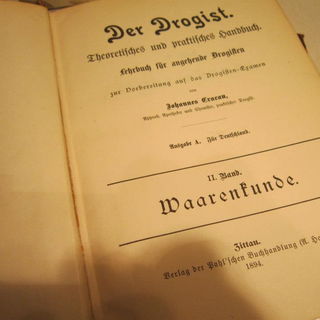 Der Drogist.
Theoretisches und praktisches Handbuch.
Lehrbuch für angehende Drogisten
zur Vorbereitung auf das Drogisten-Examen
von
Johannes
Approb. Apotheker und Chemiker, praktischer Drogist.
Ausgabe A. Für Deutschland.
II. Band.
Waarenkunde.
Zittau.
Verlag der Pahl'schen Buchhandlung (A.
1894.